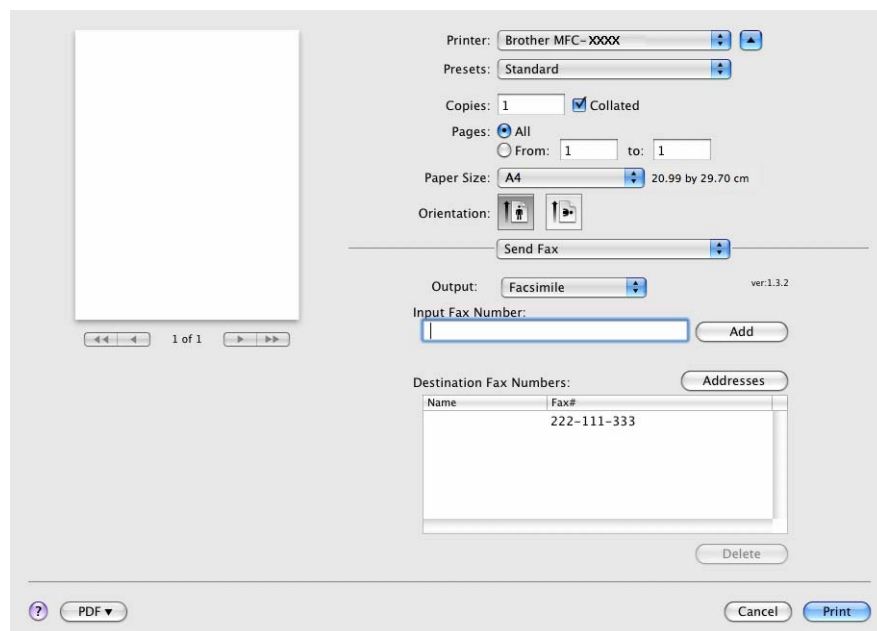 Printer: Brother MFC-XXXX
Presets: Standard
Copies: 1 Collated
Pages: All
From: 1 to: 1
Paper Size: A4 20.99 by 29.70 cm
Orientation:
Send Fax
Output: Facsimile ver:1.3.2
Input Fax Number:
Add
1 of 1
Destination Fax Numbers: Addresses
Name Fax#
222-111-333
Delete
? PDF▼ Cancel Print